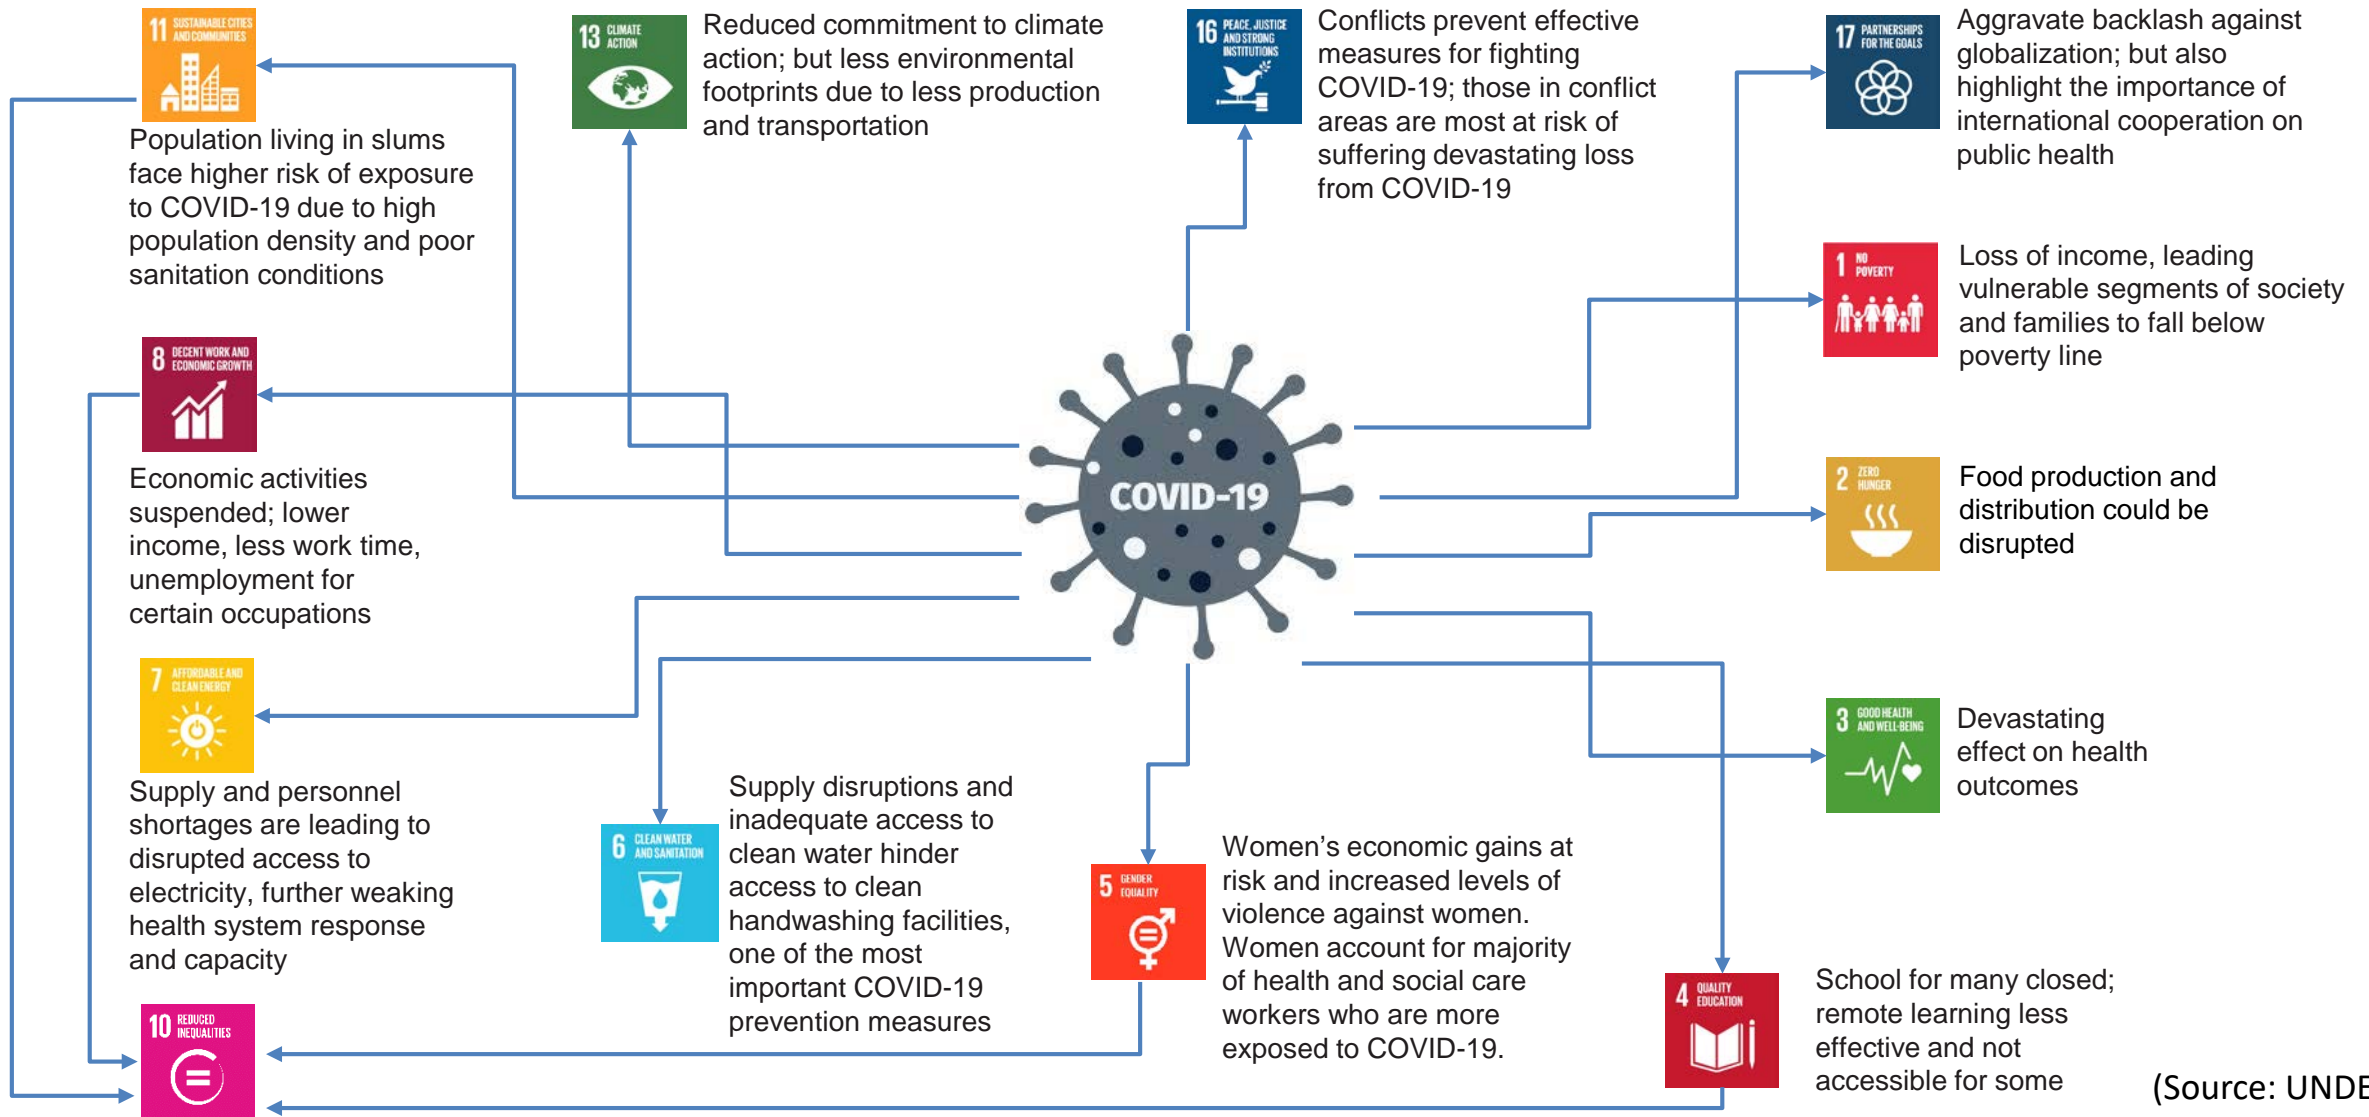 11 SUSTAINABLE CITIES
AND COMMUNITIES
Population living in slums
face higher risk of exposure
to COVID-19 due to high
population density and poor
sanitation conditions
13 CLIMATE
ACTION
Reduced commitment to climate
action; but less environmental
footprints due to less production
and transportation
16 PEACE, JUSTICE
AND STRONG
INSTITUTIONS
Conflicts prevent effective
measures for fighting
COVID-19; those in conflict
areas are most at risk of
suffering devastating loss
from COVID-19
17 PARTNERSHIPS
FOR THE GOALS
Aggravate backlash against
globalization; but also
highlight the importance of
international cooperation on
public health
1 NO
POVERTY
Loss of income, leading
vulnerable segments of society
and families to fall below
poverty line
8 DECENT WORK AND
ECONOMIC GROWTH
Economic activities
suspended; lower
income, less work time,
unemployment for
certain occupations
COVID-19
2 ZERO
HUNGER
Food production and
distribution could be
disrupted
7 AFFORDABLE AND
CLEAN ENERGY
Supply and personnel
shortages are leading to
disrupted access to
electricity, further weaking
health system response
and capacity
3 GOOD HEALTH
AND WELL-BEING
Devastating
effect on health
outcomes
6 CLEAN WATER
AND SANITATION
Supply disruptions and
inadequate access to
clean water hinder
access to clean
handwashing facilities,
one of the most
important COVID-19
prevention measures
5 GENDER
EQUALITY
Women’s economic gains at
risk and increased levels of
violence against women.
Women account for majority
of health and social care
workers who are more
exposed to COVID-19.
4 QUALITY
EDUCATION
School for many closed;
remote learning less
effective and not
accessible for some
10 REDUCED
INEQUALITIES
(Source: UNDE